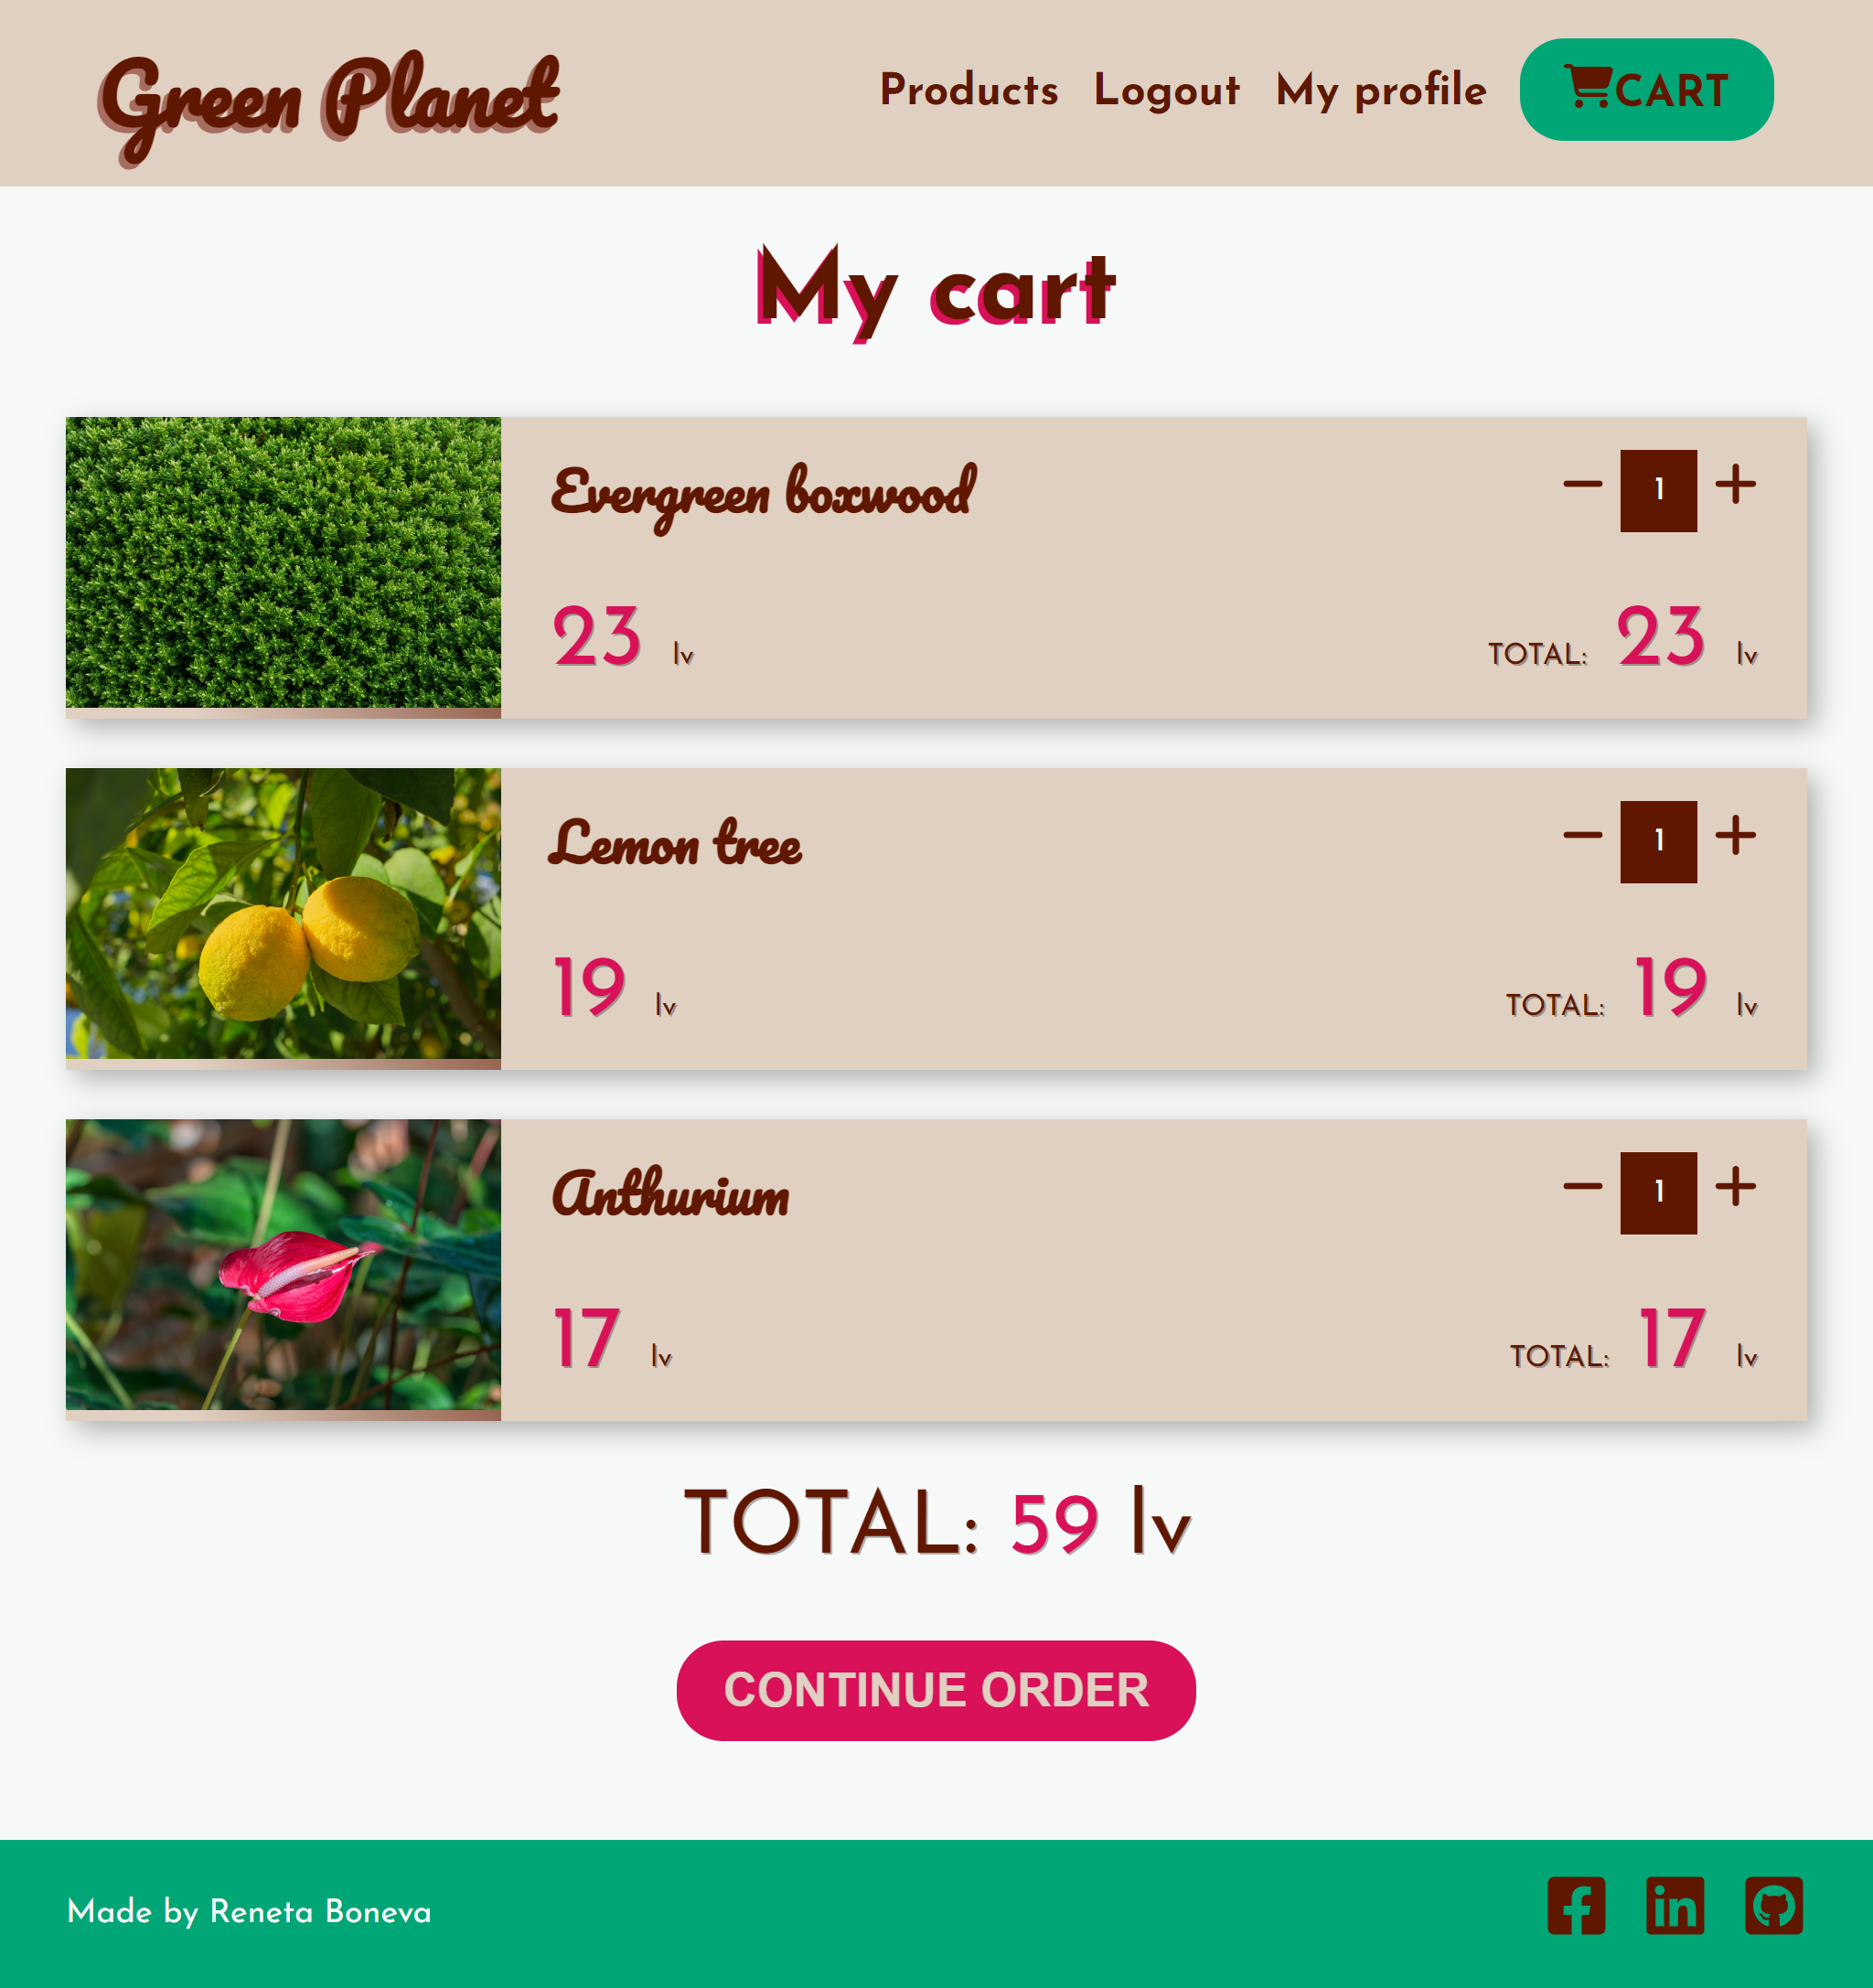 Green Planet
Products Logout My profile CART
My cart
Evergreen boxwood
1
23 lv
TOTAL: 23 lv
Lemon tree
1
19 lv
TOTAL: 19 lv
Anthurium
1
17 lv
TOTAL: 17 lv
TOTAL: 59 lv
CONTINUE ORDER
Made by Reneta Boneva